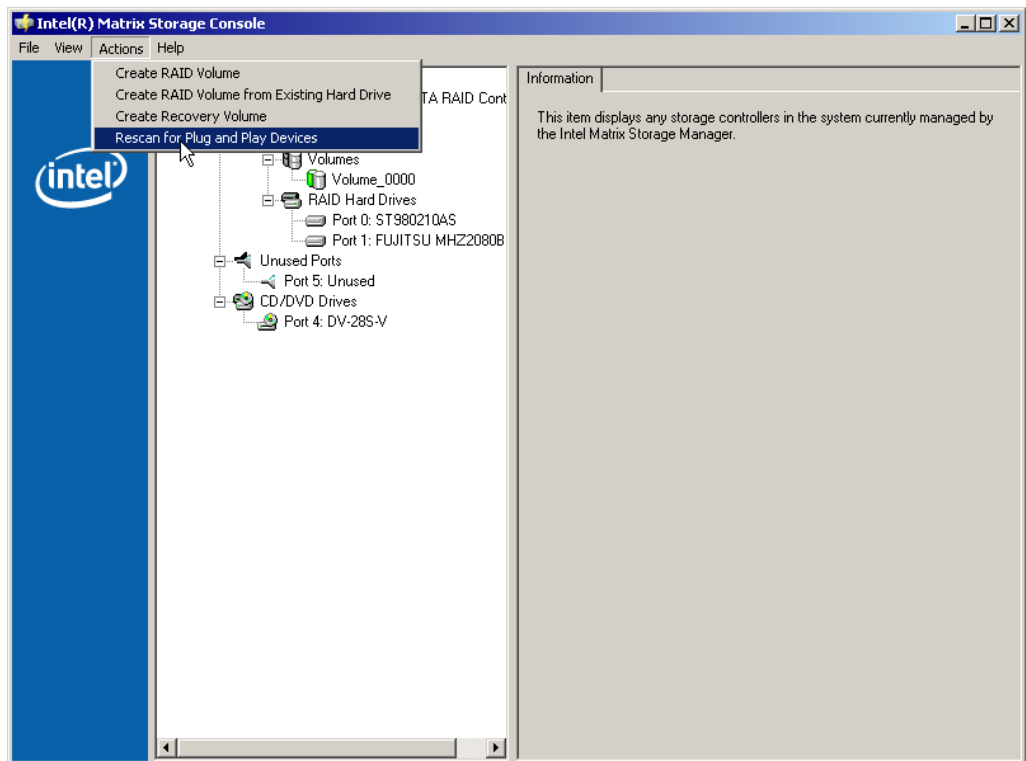 Intel(R) Matrix Storage Console
File View Actions Help
Create RAID Volume
Create RAID Volume from Existing Hard Drive
Create Recovery Volume
Rescan for Plug and Play Devices
TA RAID Cont
intel
Volumes
Volume_0000
RAID Hard Drives
Port 0: ST980210AS
Port 1: FUJITSU MHZ2080B
Unused Ports
Port 5: Unused
CD/DVD Drives
Port 4: DV-28S-V
Information
This item displays any storage controllers in the system currently managed by
the Intel Matrix Storage Manager.